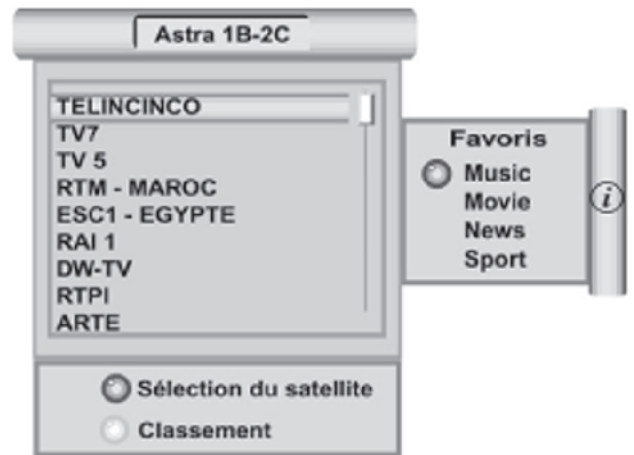 Astra 1B-2C
TELINCINCO
TV7
TV 5
RTM - MAROC
ESC1 - EGYPTE
RAI 1
DW-TV
RTPI
ARTE
Favoris
Music
Movie
News
Sport
i
Sélection du satellite
Classement